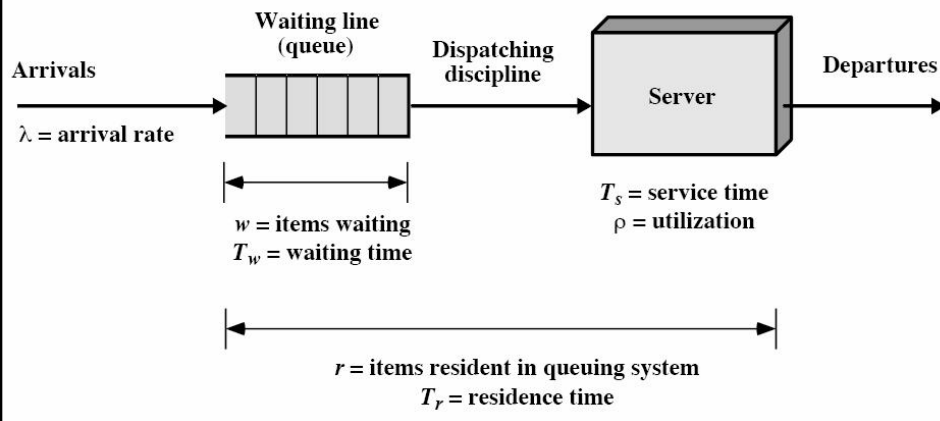 Waiting line
(queue)
Dispatching
discipline
Arrivals
Departures
Server
λ = arrival rate
w = items waiting
T_w = waiting time
T_s = service time
ρ = utilization
r = items resident in queuing system
T_r = residence time